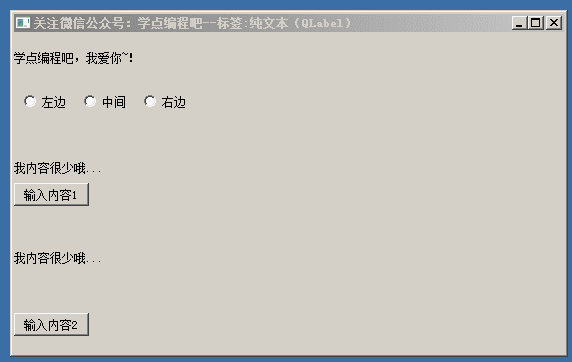 关注微信公众号：学点编程吧--标签:纯文本（QLabel）
学点编程吧，我爱你~!
左边 中间 右边
我内容很少哦...
输入内容1
我内容很少哦...
输入内容2